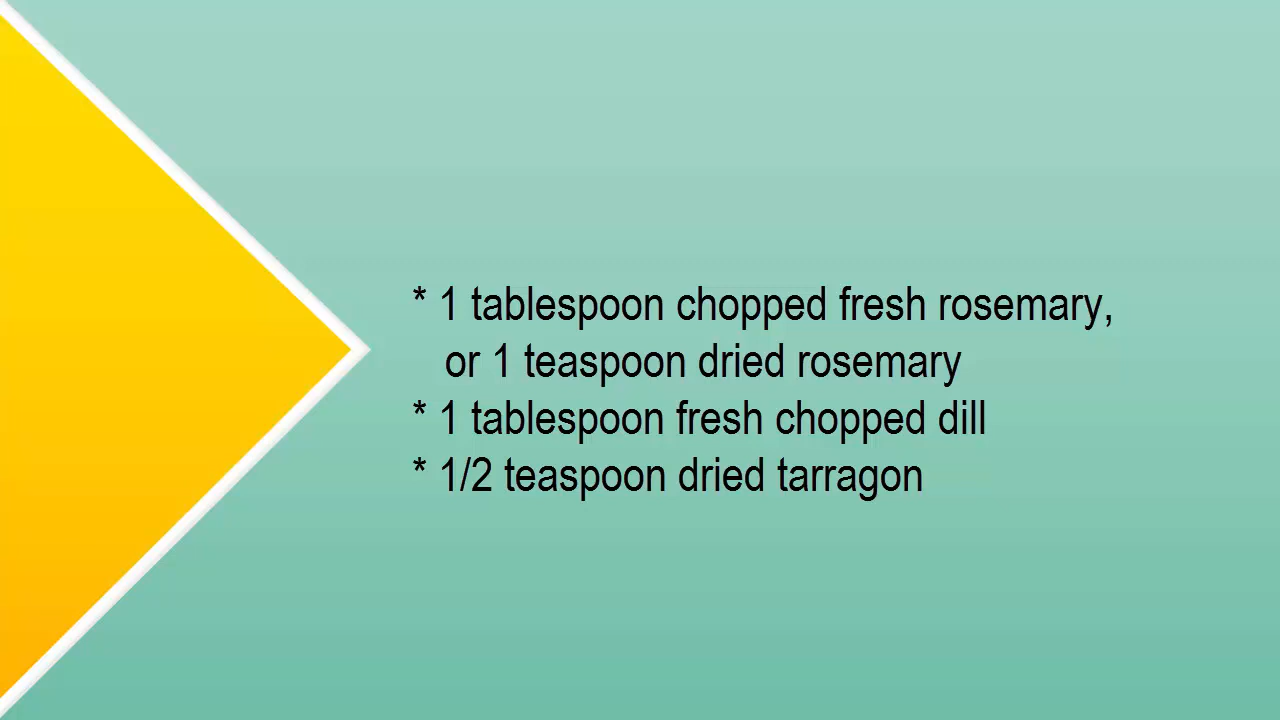 * 1 tablespoon chopped fresh rosemary,
or 1 teaspoon dried rosemary
* 1 tablespoon fresh chopped dill
* 1/2 teaspoon dried tarragon